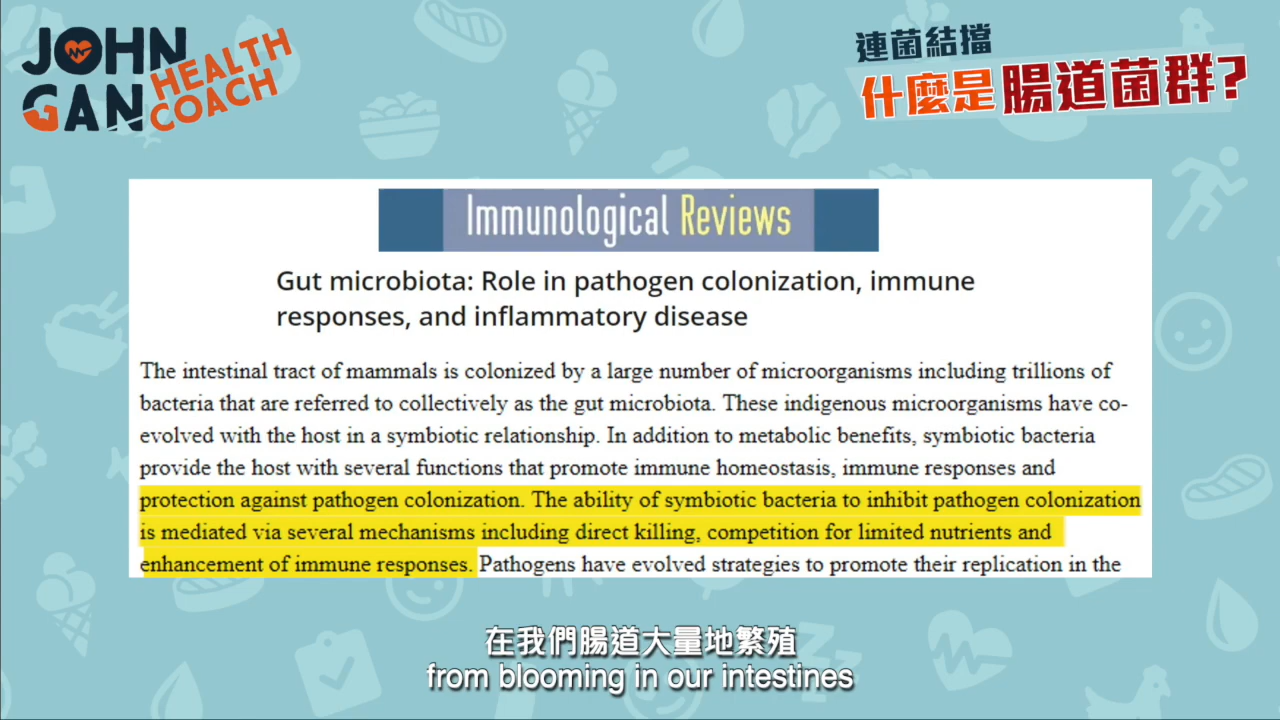 JOHN
GAN
HEALTH
COACH
連菌結擋
什麼是腸道菌群?
Immunological Reviews
Gut microbiota: Role in pathogen colonization, immune
responses, and inflammatory disease
The intestinal tract of mammals is colonized by a large number of microorganisms including trillions of
bacteria that are referred to collectively as the gut microbiota. These indigenous microorganisms have co-
evolved with the host in a symbiotic relationship. In addition to metabolic benefits, symbiotic bacteria
provide the host with several functions that promote immune homeostasis, immune responses and
protection against pathogen colonization. The ability of symbiotic bacteria to inhibit pathogen colonization
is mediated via several mechanisms including direct killing, competition for limited nutrients and
enhancement of immune responses. Pathogens have evolved strategies to promote their replication in the
在我們腸道大量地繁殖
from blooming in our intestines